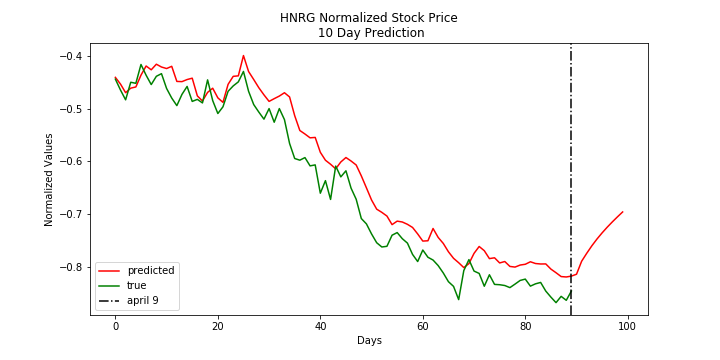 HNRG Normalized Stock Price
10 Day Prediction
Normalized Values
−0.4
−0.5
−0.6
−0.7
−0.8
predicted
true
april 9
0
20
40
60
80
100
Days